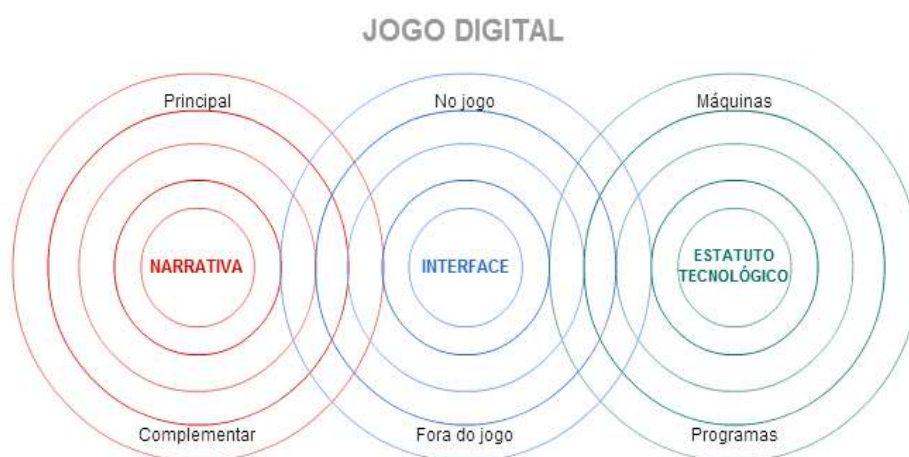 JOGO DIGITAL
Principal
No jogo
Máquinas
NARRATIVA
INTERFACE
ESTATUTO
TECNOLÓGICO
Complementar
Fora do jogo
Programas